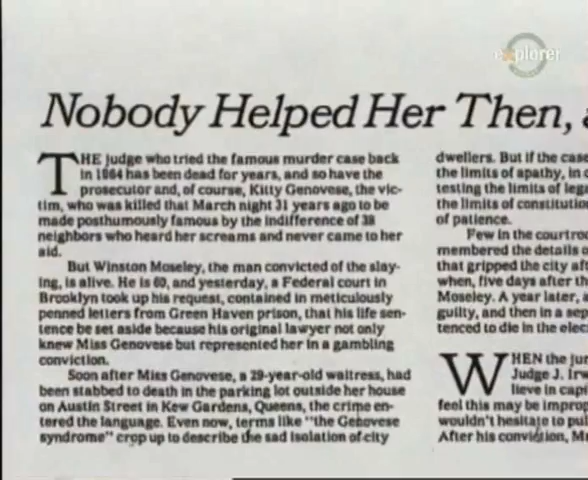 explorer
Nobody Helped Her Then,
THE judge who tried the famous murder case back
in 1964 has been dead for years, and so have the
prosecutor and, of course, Kitty Genovese, the vic-
tim, who was killed that March night 31 years ago to be
made posthumously famous by the indifference of 38
neighbors who heard her screams and never came to her
aid.
But Winston Moseley, the man convicted of the slay-
ing, is alive. He is 60, and yesterday, a Federal court in
Brooklyn took up his request, contained in meticulously
penned letters from Green Haven prison, that his life sen-
tence be set aside because his original lawyer not only
knew Miss Genovese but represented her in a gambling
conviction.
Soon after Miss Genovese, a 29-year-old waitress, had
been stabbed to death in the parking lot outside her house
on Austin Street in Kew Gardens, Queens, the crime en-
tered the language. Even now, terms like "the Genovese
syndrome" crop up to describe the sad isolation of city
dwellers. But if the case
the limits of apathy, in
testing the limits of
the limits of
of patience.
Few in the
membered the details
that gripped the city
when, five days after
Moseley. A year later,
guilty, and then in a
tenced to die in the
WHEN the
Judge J.
lieve in
feel this may be
wouldn't hesitate to
After his conviction,